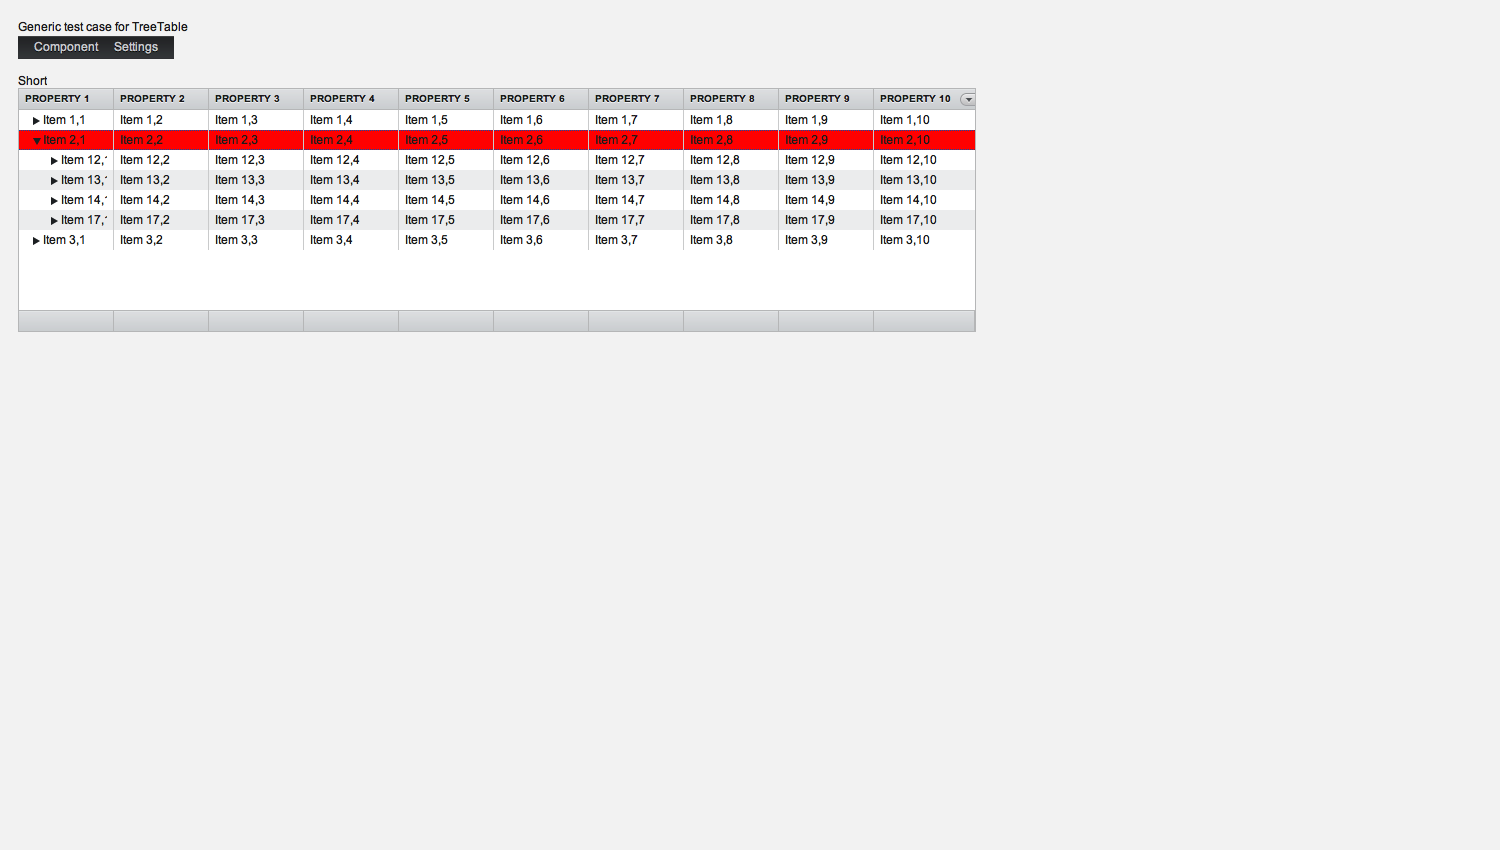 Generic test case for TreeTable
Component Settings
Short
PROPERTY 1 PROPERTY 2 PROPERTY 3 PROPERTY 4 PROPERTY 5 PROPERTY 6 PROPERTY 7 PROPERTY 8 PROPERTY 9 PROPERTY 10
Item 1,1 Item 1,2 Item 1,3 Item 1,4 Item 1,5 Item 1,6 Item 1,7 Item 1,8 Item 1,9 Item 1,10
Item 2,1 Item 2,2 Item 2,3 Item 2,4 Item 2,5 Item 2,6 Item 2,7 Item 2,8 Item 2,9 Item 2,10
Item 12,1 Item 12,2 Item 12,3 Item 12,4 Item 12,5 Item 12,6 Item 12,7 Item 12,8 Item 12,9 Item 12,10
Item 13,1 Item 13,2 Item 13,3 Item 13,4 Item 13,5 Item 13,6 Item 13,7 Item 13,8 Item 13,9 Item 13,10
Item 14,1 Item 14,2 Item 14,3 Item 14,4 Item 14,5 Item 14,6 Item 14,7 Item 14,8 Item 14,9 Item 14,10
Item 17,1 Item 17,2 Item 17,3 Item 17,4 Item 17,5 Item 17,6 Item 17,7 Item 17,8 Item 17,9 Item 17,10
Item 3,1 Item 3,2 Item 3,3 Item 3,4 Item 3,5 Item 3,6 Item 3,7 Item 3,8 Item 3,9 Item 3,10